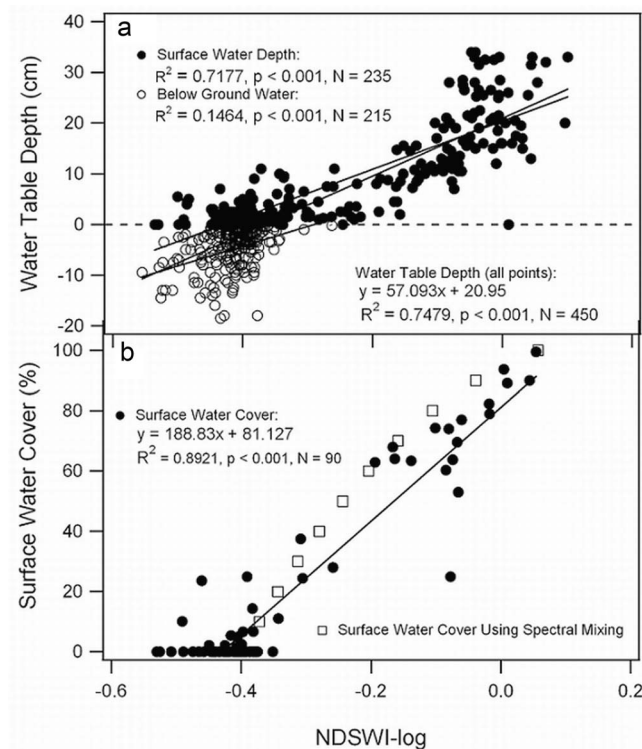 a
40
30
20
10
0
-10
-20
Water Table Depth (cm)
● Surface Water Depth:
R² = 0.7177, p < 0.001, N = 235
○ Below Ground Water:
R² = 0.1464, p < 0.001, N = 215
Water Table Depth (all points):
y = 57.093x + 20.95
R² = 0.7479, p < 0.001, N = 450
b
100
80
60
40
20
0
Surface Water Cover (%)
● Surface Water Cover:
y = 188.83x + 81.127
R² = 0.8921, p < 0.001, N = 90
□ Surface Water Cover Using Spectral Mixing
-0.6 -0.4 -0.2 0.0 0.2
NDSWI-log